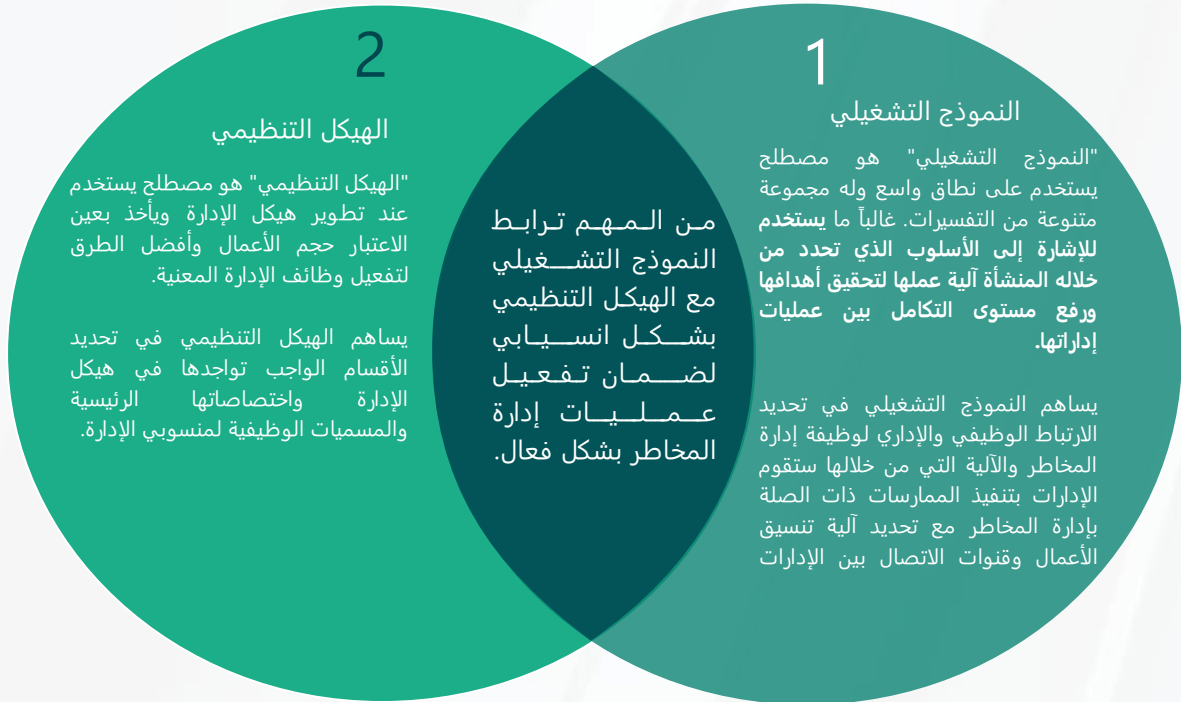 1
النموذج التشغيلي
"النموذج التشغيلي" هو مصطلح
يستخدم على نطاق واسع وله مجموعة
متنوعة من التفسيرات. غالباً ما يستخدم
للإشارة إلى الأسلوب الذي تحدد من
خلاله المنشأة آلية عملها لتحقيق أهدافها
ورفع مستوى التكامل بين عمليات
إداراتها.
يساهم النموذج التشغيلي في تحديد
الارتباط الوظيفي والإداري لوظيفة إدارة
المخاطر والآلية التي من خلالها ستقوم
الإدارات بتنفيذ الممارسات ذات الصلة
بإدارة المخاطر مع تحديد آلية تنسيق
الأعمال وقنوات الاتصال بين الإدارات
من المهم ترابط
النموذج التشغيلي
مع الهيكل التنظيمي
بشكل انسيابي
لضمان تفعيل
عمليات إدارة
المخاطر بشكل فعال.
2
الهيكل التنظيمي
"الهيكل التنظيمي" هو مصطلح يستخدم
عند تطوير هيكل الإدارة ويأخذ بعين
الاعتبار حجم الأعمال وأفضل الطرق
لتفعيل وظائف الإدارة المعنية.
يساهم الهيكل التنظيمي في تحديد
الأقسام الواجب تواجدها في هيكل
الإدارة واختصاصاتها الرئيسية
والمسميات الوظيفية لمنسوبي الإدارة.